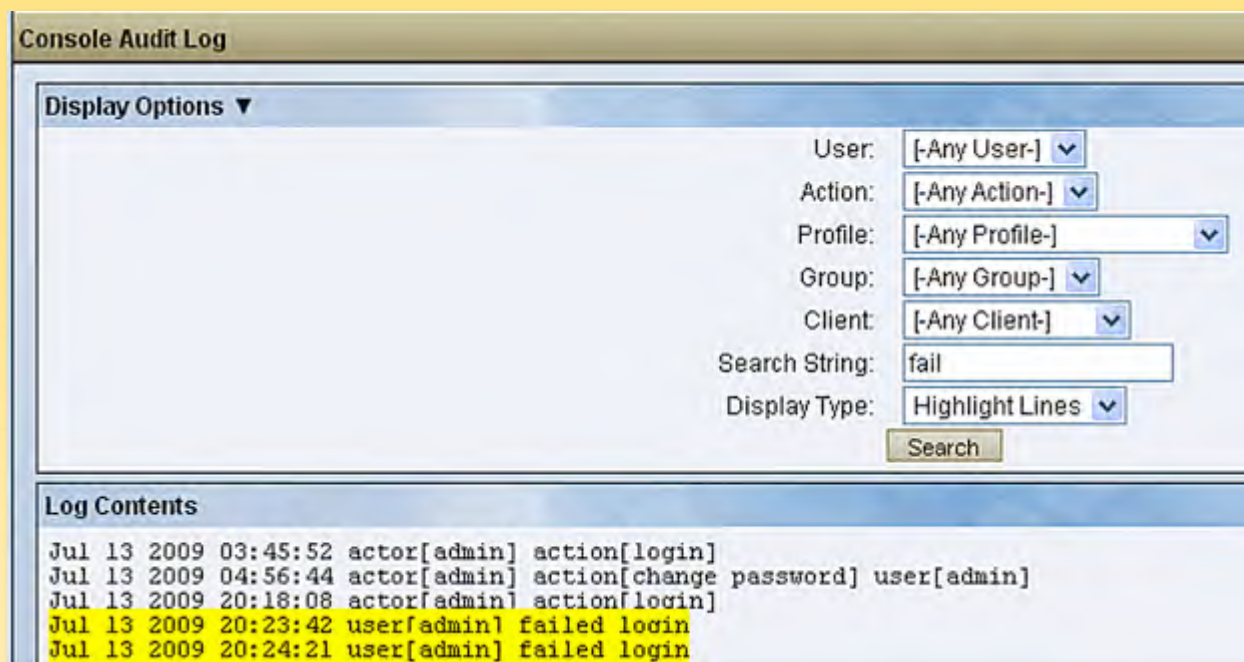 Console Audit Log
Display Options ▼
User: [-Any User-]
Action: [-Any Action-]
Profile: [-Any Profile-]
Group: [-Any Group-]
Client: [-Any Client-]
Search String: fail
Display Type: Highlight Lines
Search
Log Contents
Jul 13 2009 03:45:52 actor[admin] action[login]
Jul 13 2009 04:56:44 actor[admin] action[change password] user[admin]
Jul 13 2009 20:18:08 actor[admin] action[login]
Jul 13 2009 20:23:42 user[admin] failed login
Jul 13 2009 20:24:21 user[admin] failed login